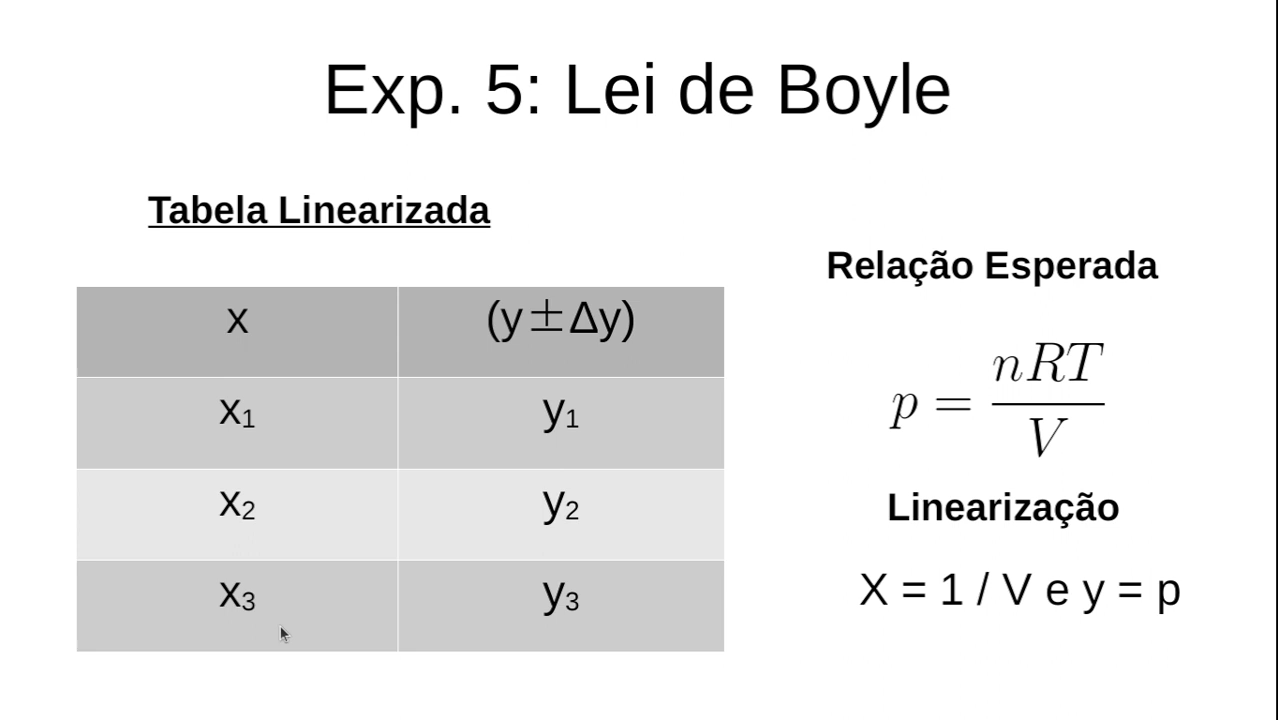 Exp. 5: Lei de Boyle
Tabela Linearizada
x (y±Δy)
x₁ y₁
x₂ y₂
x₃ y₃
Relação Esperada
p = nRT / V
Linearização
X = 1 / V e y = p